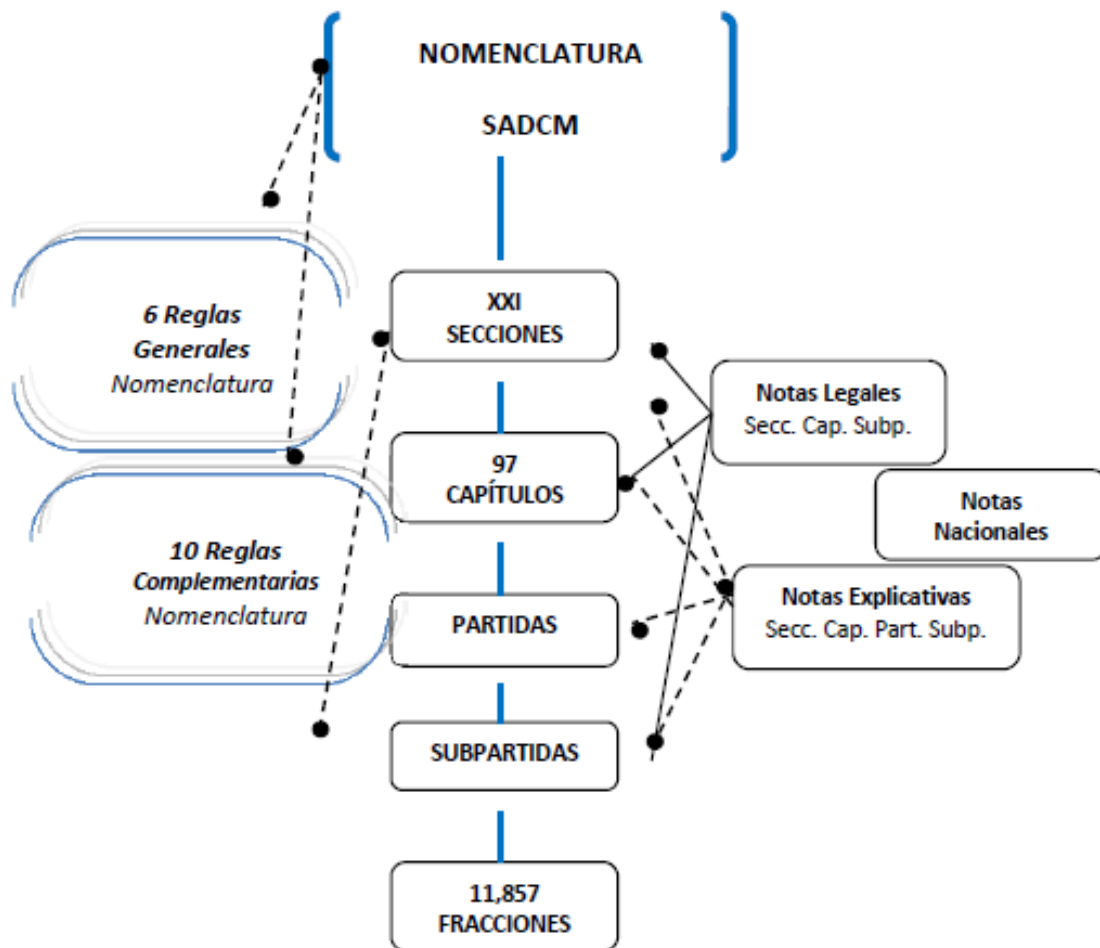 NOMENCLATURA
SADCM
6 Reglas
Generales
Nomenclatura
10 Reglas
Complementarias
Nomenclatura
XXI
SECCIONES
97
CAPÍTULOS
PARTIDAS
SUBPARTIDAS
11,857
FRACCIONES
Notas Legales
Secc. Cap. Subp.
Notas
Nacionales
Notas Explicativas
Secc. Cap. Part. Subp.